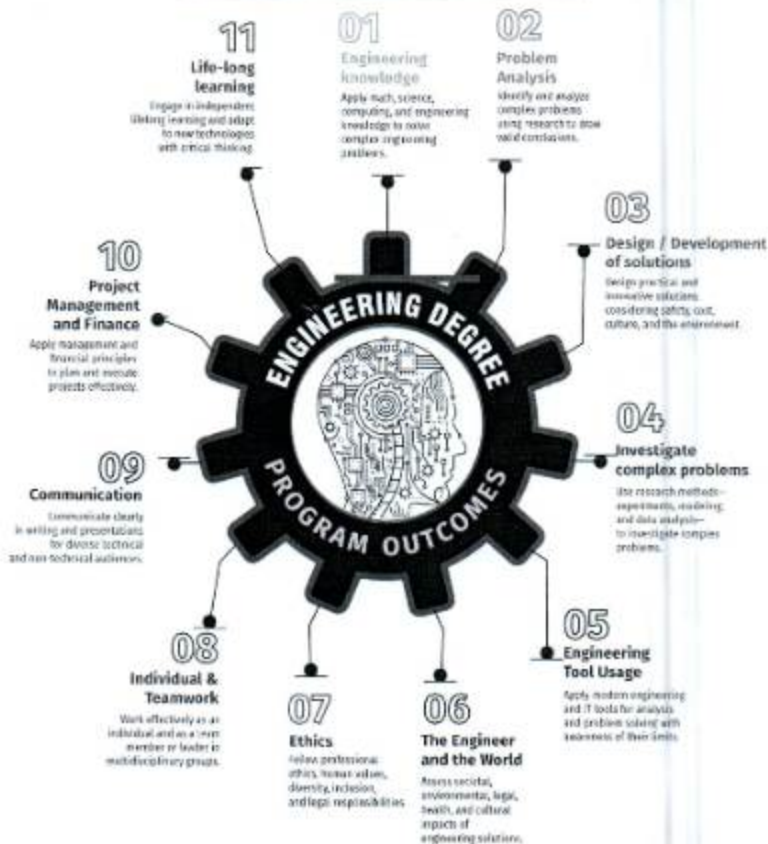 11
Life-long
learning
Engage in independent
lifelong learning and adapt
to new technologies
with critical thinking.
01
Engineering
knowledge
Apply math, science,
computing, and engineering
knowledge to solve
complex engineering
problems.
02
Problem
Analysis
Identify and analyze
complex problems
using research to draw
valid conclusions.
03
Design / Development
of solutions
Design practical and
innovative solutions
considering safety, cost,
culture, and the environment
04
Investigate
complex problems
Use research methods—
experiments, modeling,
and data analysis—
to investigate complex
problems.
05
Engineering
Tool Usage
Apply modern engineering
and IT tools for analysis
and problem solving with
awareness of their limits.
06
The Engineer
and the World
Assess societal,
environmental, legal,
health, and cultural
impacts of
engineering solutions.
07
Ethics
Follow professional
ethics, human values,
diversity, inclusion,
and legal responsibilities
08
Individual &
Teamwork
Work effectively as an
individual and as a team
member or leader in
multidisciplinary groups.
09
Communication
Communicate clearly
in writing and presentations
for diverse technical
and non-technical audiences.
10
Project
Management
and Finance
Apply management and
financial principles
to plan and execute
projects effectively.
ENGINEERING DEGREE
PROGRAM OUTCOMES